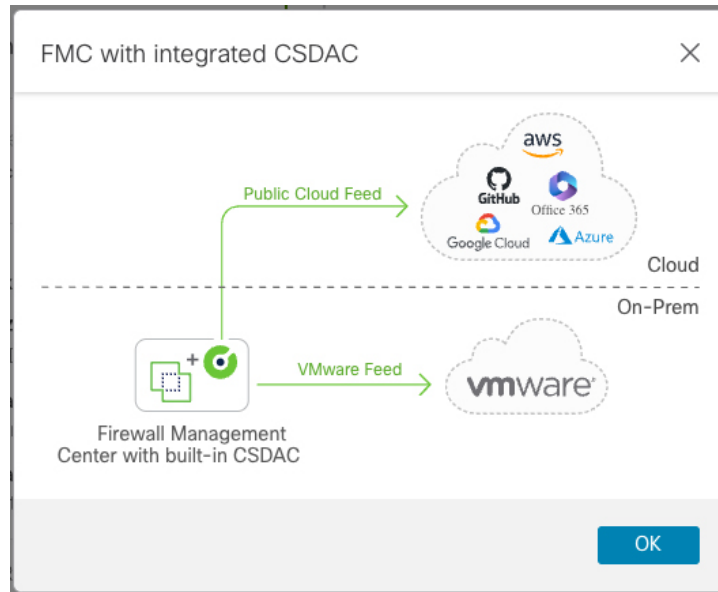 FMC with integrated CSDAC
aws
Public Cloud Feed
GitHub
Office 365
Google Cloud
Azure
Cloud
On-Prem
VMware Feed
vmware®
Firewall Management
Center with built-in CSDAC
OK